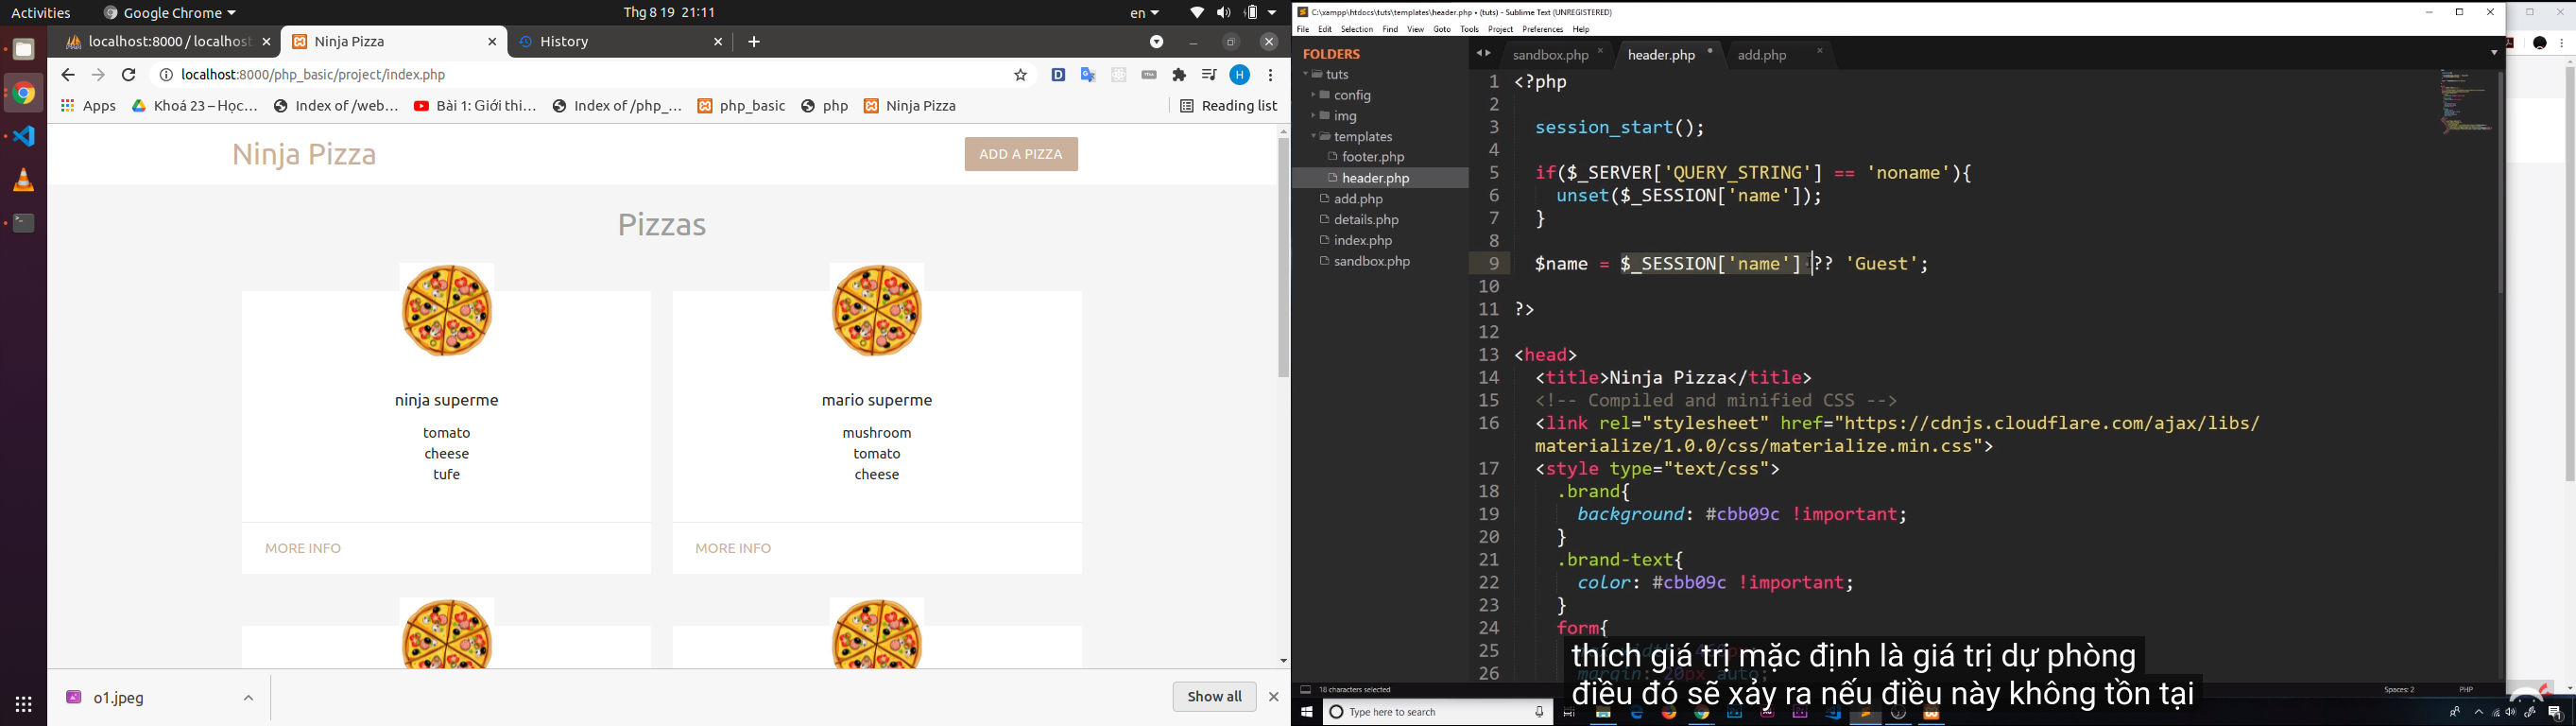 Activities
Google Chrome
Thg 8 19 21:11
en
localhost:8000 / localhost
Ninja Pizza
History
localhost:8000/php_basic/project/index.php
H
Apps
Khoá 23 – Học...
Index of /web...
Bài 1: Giới thi...
Index of /php_...
php_basic
php
Ninja Pizza
Reading list
Ninja Pizza
ADD A PIZZA
Pizzas
ninja superme
tomato
cheese
tufe
MORE INFO
mario superme
mushroom
tomato
cheese
MORE INFO
o1.jpeg
Show all
C:\xampp\htdocs\tuts\templates\header.php • (tuts) - Sublime Text (UNREGISTERED)
File Edit Selection Find View Goto Tools Project Preferences Help
FOLDERS
tuts
config
img
templates
footer.php
header.php
add.php
details.php
index.php
sandbox.php
sandbox.php
header.php
add.php
1 <?php
2
3 session_start();
4
5 if($_SERVER['QUERY_STRING'] == 'noname'){
6 unset($_SESSION['name']);
7 }
8
9 $name = $_SESSION['name'] ?? 'Guest';
10
11 ?>
12
13 <head>
14 <title>Ninja Pizza</title>
15 <!-- Compiled and minified CSS -->
16 <link rel="stylesheet" href="https://cdnjs.cloudflare.com/ajax/libs/
materialize/1.0.0/css/materialize.min.css">
17 <style type="text/css">
18 .brand{
19 background: #cbb09c !important;
20 }
21 .brand-text{
22 color: #cbb09c !important;
23 }
24 form{
25
26 margin: 20px auto;
thích giá trị mặc định là giá trị dự phòng
điều đó sẽ xảy ra nếu điều này không tồn tại
18 characters selected
Spaces: 2
PHP
Type here to search